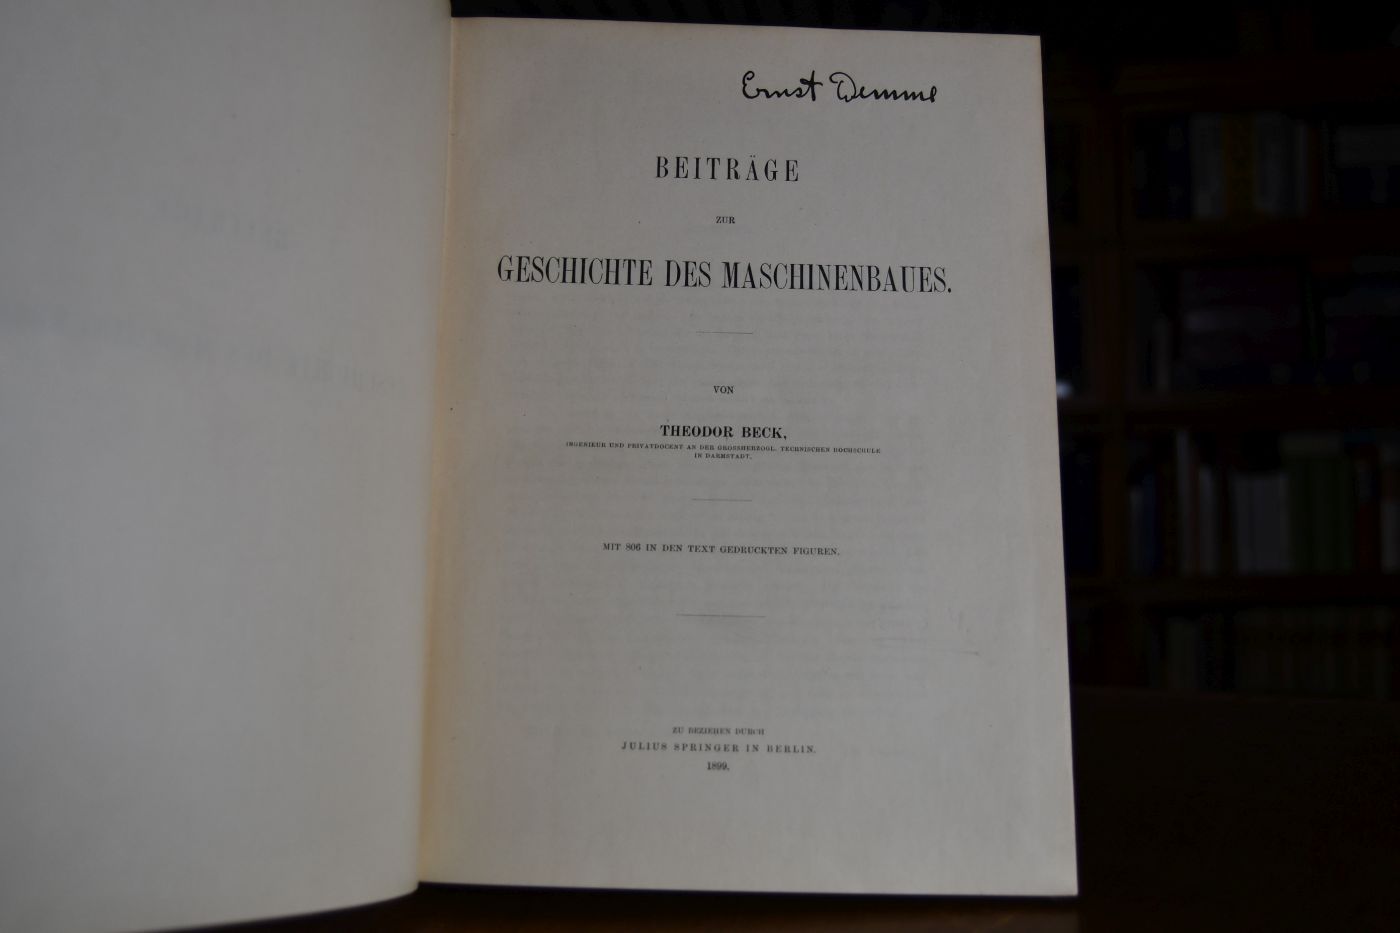 Ernst Demme
BEITRÄGE
ZUR
GESCHICHTE DES MASCHINENBAUES.
VON
THEODOR BECK,
INGENIEUR UND PRIVATDOCENT AN DER GROSSHERZOGL. TECHNISCHEN HOCHSCHULE
IN DARMSTADT.
MIT 806 IN DEN TEXT GEDRUCKTEN FIGUREN.
ZU BEZIEHEN DURCH
JULIUS SPRINGER IN BERLIN.
1899.